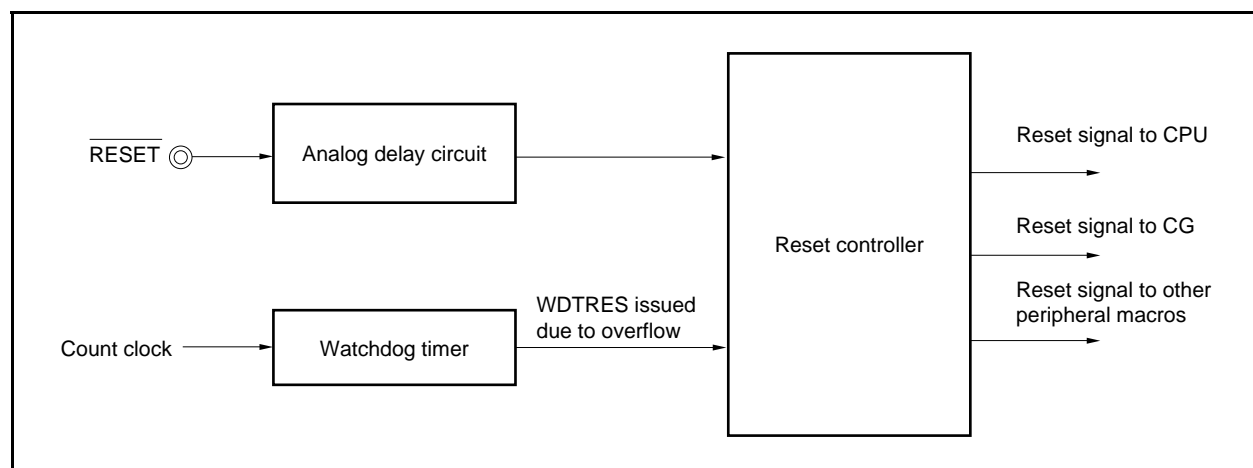 RESET
Analog delay circuit
Reset signal to CPU
Reset controller
Reset signal to CG
Reset signal to other
peripheral macros
WDTRES issued
due to overflow
Count clock
Watchdog timer